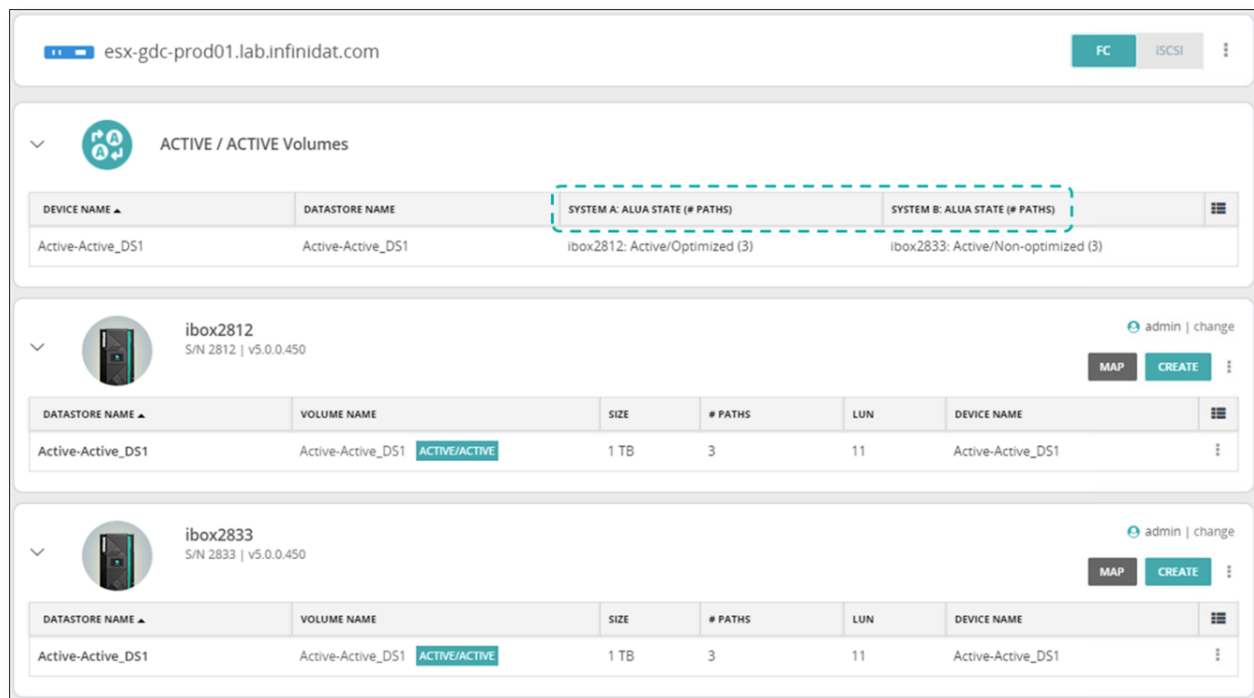 esx-gdc-prod01.lab.infinidat.com FC iSCSI
ACTIVE / ACTIVE Volumes
DEVICE NAME DATASTORE NAME SYSTEM A: ALUA STATE (# PATHS) SYSTEM B: ALUA STATE (# PATHS)
Active-Active_DS1 Active-Active_DS1 ibox2812: Active/Optimized (3) ibox2833: Active/Non-optimized (3)
ibox2812 admin | change
S/N 2812 | v5.0.0.450
MAP CREATE
DATASTORE NAME VOLUME NAME SIZE # PATHS LUN DEVICE NAME
Active-Active_DS1 Active-Active_DS1 ACTIVE/ACTIVE 1 TB 3 11 Active-Active_DS1
ibox2833 admin | change
S/N 2833 | v5.0.0.450
MAP CREATE
DATASTORE NAME VOLUME NAME SIZE # PATHS LUN DEVICE NAME
Active-Active_DS1 Active-Active_DS1 ACTIVE/ACTIVE 1 TB 3 11 Active-Active_DS1